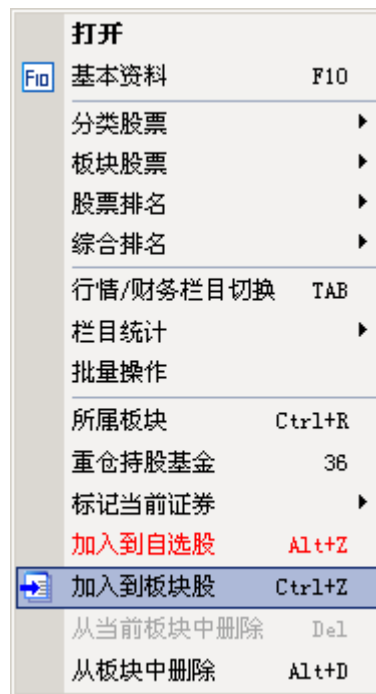 打开
F10 基本资料 F10
分类股票
板块股票
股票排名
综合排名
行情/财务栏目切换 TAB
栏目统计
批量操作
所属板块 Ctrl+R
重仓持股基金 36
标记当前证券
加入到自选股 Alt+Z
加入到板块股 Ctrl+Z
从当前板块中删除 Del
从板块中删除 Alt+D